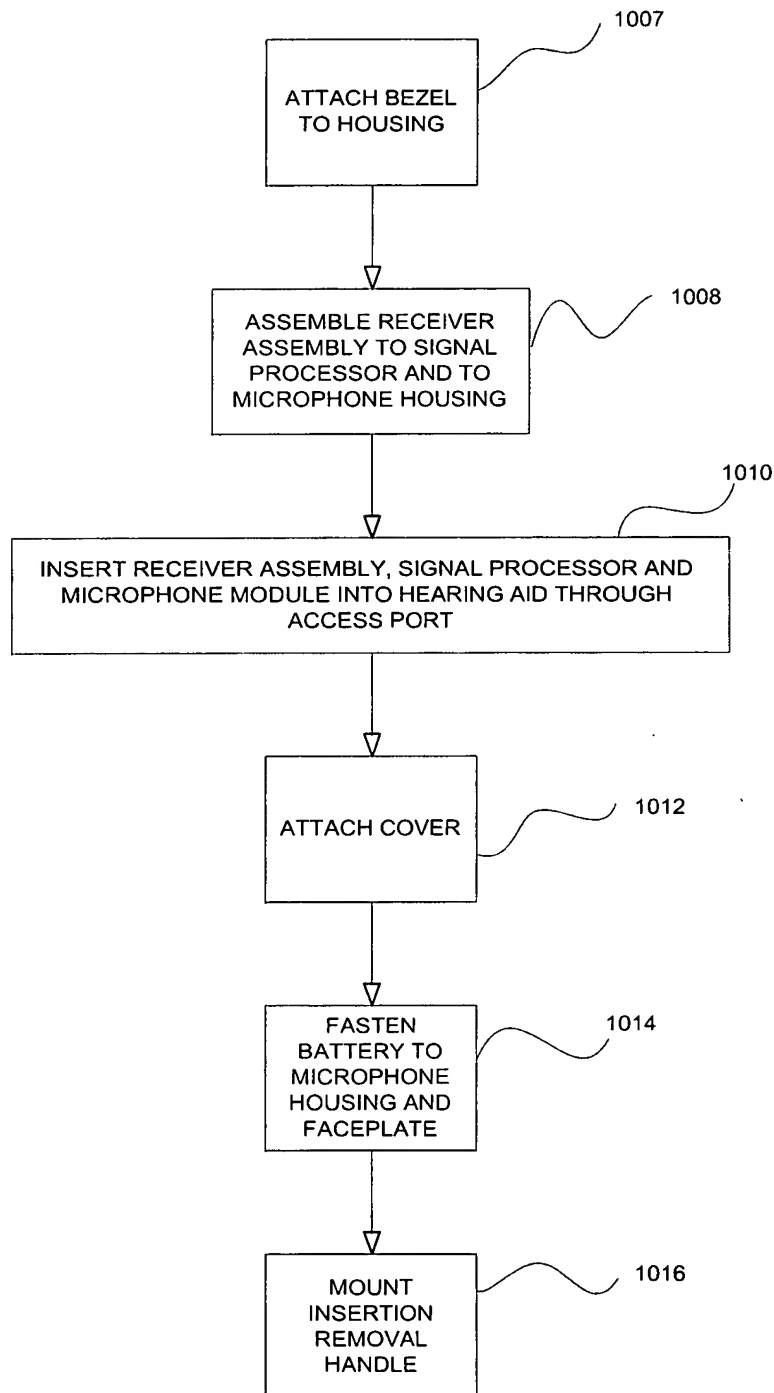 1007
ATTACH BEZEL
TO HOUSING
1008
ASSEMBLE RECEIVER
ASSEMBLY TO SIGNAL
PROCESSOR AND TO
MICROPHONE HOUSING
1010
INSERT RECEIVER ASSEMBLY, SIGNAL PROCESSOR AND
MICROPHONE MODULE INTO HEARING AID THROUGH
ACCESS PORT
ATTACH COVER
1012
FASTEN
BATTERY TO
MICROPHONE
HOUSING AND
FACEPLATE
1014
MOUNT
INSERTION
REMOVAL
HANDLE
1016